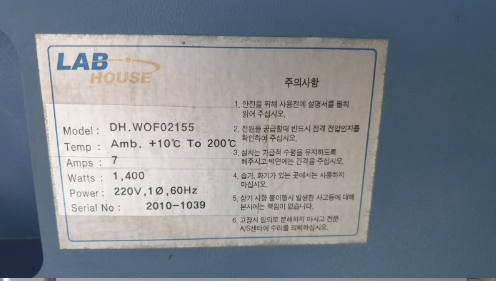 LAB
HOUSE
Model : DH.WOF02155
Temp : Amb. +10℃ To 200℃
Amps : 7
Watts : 1,400
Power: 220V,1Ø,60Hz
Serial No : 2010-1039
주의사항
1. 안전을 위해 사용전에 설명서를 필히
읽어 주십시오.
2. 전원을 공급할때 반드시 전격 전압인지를
확인하여 주십시오.
3. 설치는 가급적 수평을 유지하도록
해주시고 벽면에는 간격을 주십시오.
4. 습기, 화기가 있는 곳에서는 사용하지
마십시오.
5. 상기 사항 불이행시 발생한 사고등에 대해
본사에는 책임이 없습니다.
6. 고장시 임의로 분해하지 마시고 전문
A/S센터에 수리를 의뢰하십시오.